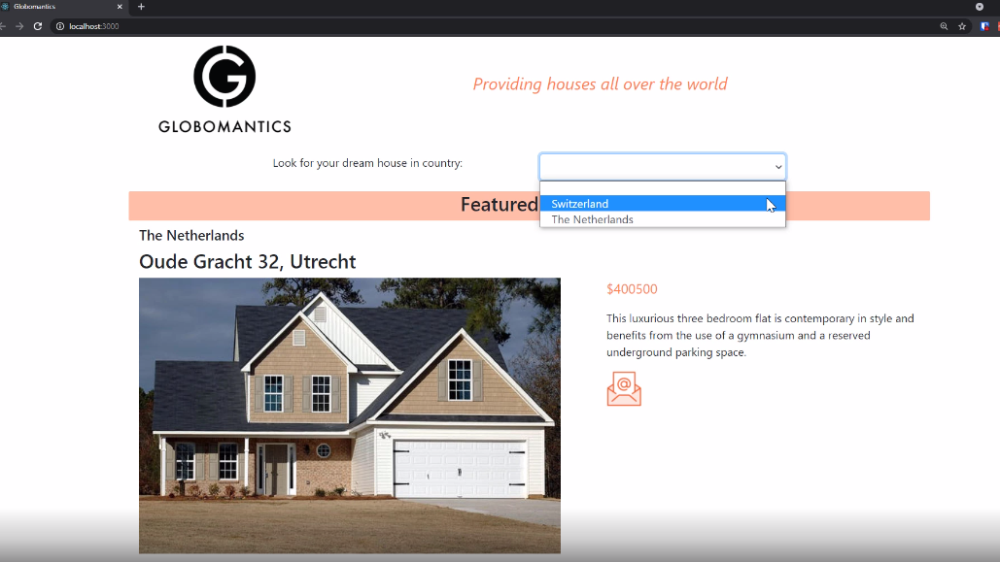 Globomantics
localhost:3000
G
GLOBOMANTICS
Providing houses all over the world
Look for your dream house in country:
Switzerland
The Netherlands
Featured
The Netherlands
Oude Gracht 32, Utrecht
$400500
This luxurious three bedroom flat is contemporary in style and
benefits from the use of a gymnasium and a reserved
underground parking space.
@